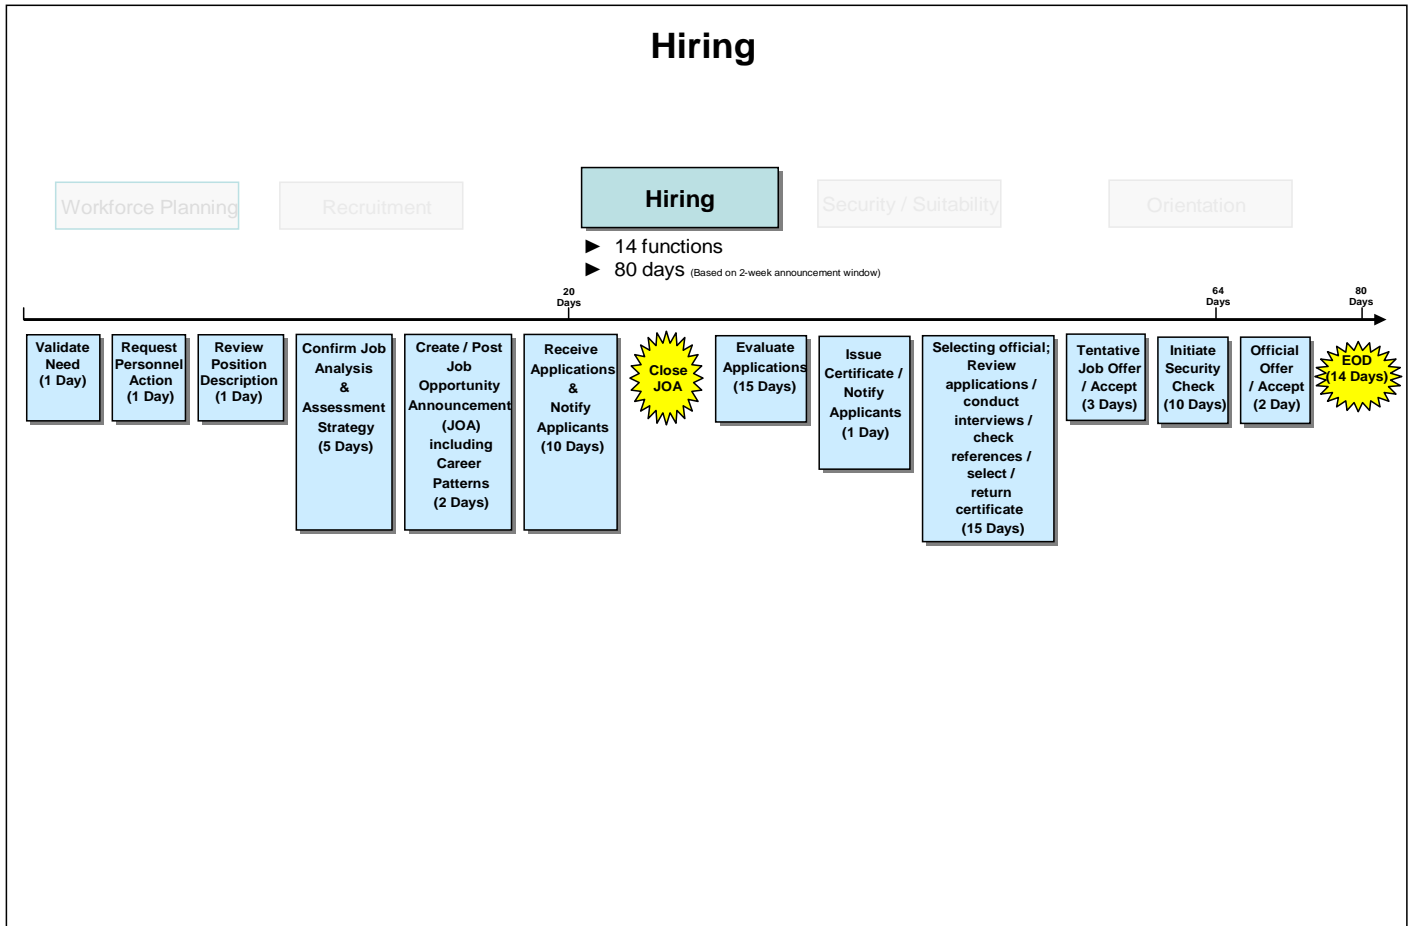 Hiring
Workforce Planning
Recruitment
Hiring
Security / Suitability
Orientation
► 14 functions
► 80 days (Based on 2-week announcement window)
20
Days
64
Days
80
Days
Validate
Need
(1 Day)
Request
Personnel
Action
(1 Day)
Review
Position
Description
(1 Day)
Confirm Job
Analysis
&
Assessment
Strategy
(5 Days)
Create / Post
Job
Opportunity
Announcement
(JOA)
including
Career
Patterns
(2 Days)
Receive
Applications
&
Notify
Applicants
(10 Days)
Close
JOA
Evaluate
Applications
(15 Days)
Issue
Certificate /
Notify
Applicants
(1 Day)
Selecting official;
Review
applications /
conduct
interviews /
check
references /
select /
return
certificate
(15 Days)
Tentative
Job Offer
/ Accept
(3 Days)
Initiate
Security
Check
(10 Days)
Official
Offer
/ Accept
(2 Day)
EOD
(14 Days)